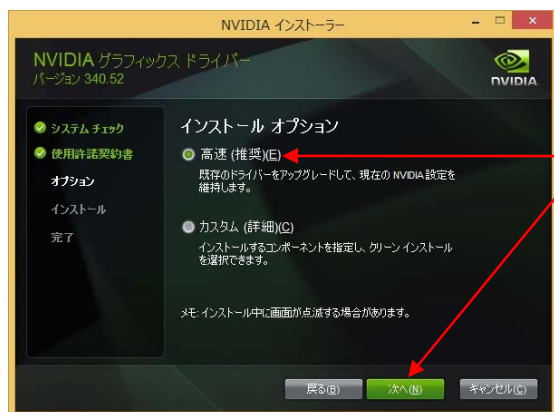 NVIDIA インストーラー
NVIDIA グラフィックス ドライバー
バージョン 340.52
NVIDIA
システム チェック
使用許諾契約書
オプション
インストール
完了
インストール オプション
高速 (推奨)(E)
既存のドライバーをアップグレードして、現在の NVIDIA 設定を
維持します。
カスタム (詳細)(C)
インストールするコンポーネントを指定し、クリーン インストール
を選択できます。
メモ: インストール中に画面が点滅する場合があります。
戻る(B)
次へ(N)
キャンセル(C)